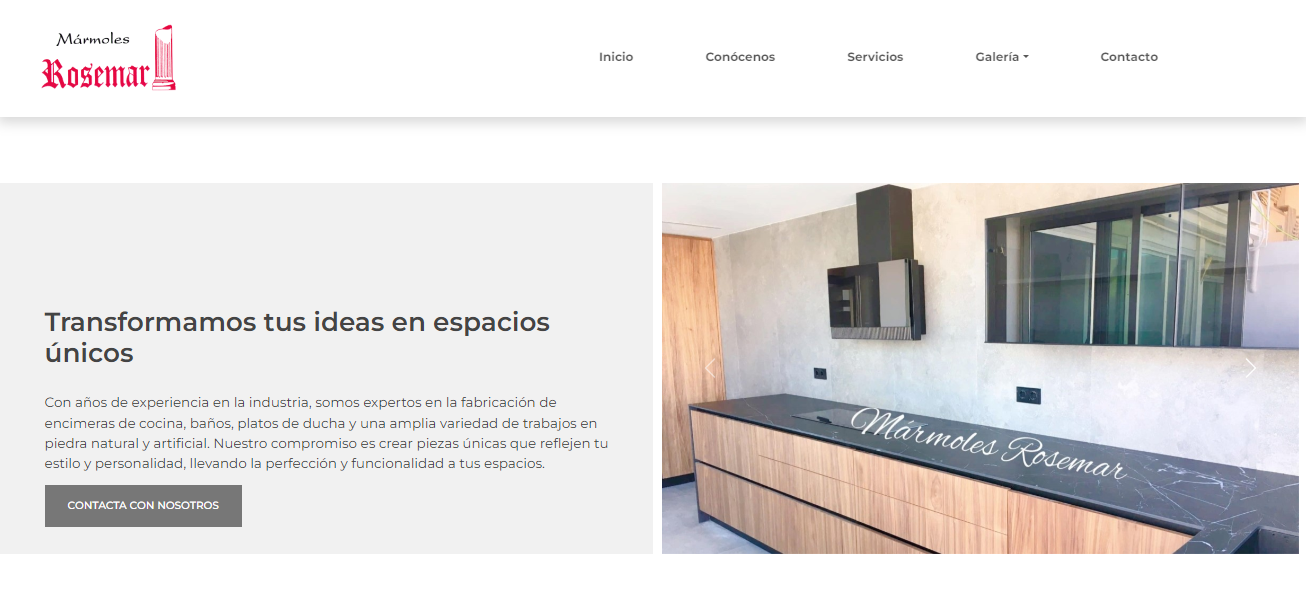 Mármoles
Rosemar
Inicio
Conócenos
Servicios
Galería
Contacto
Transformamos tus ideas en espacios
únicos
Con años de experiencia en la industria, somos expertos en la fabricación de
encimeras de cocina, baños, platos de ducha y una amplia variedad de trabajos en
piedra natural y artificial. Nuestro compromiso es crear piezas únicas que reflejen tu
estilo y personalidad, llevando la perfección y funcionalidad a tus espacios.
CONTACTA CON NOSOTROS
Mármoles Rosemar